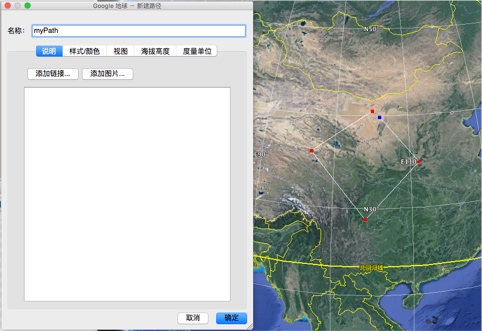 Google 地球 － 新建路径
名称：
myPath
说明 样式/颜色 视图 海拔高度 度量单位
添加链接... 添加图片...
取消 确定
N50
E90
E110
N30
北回归线